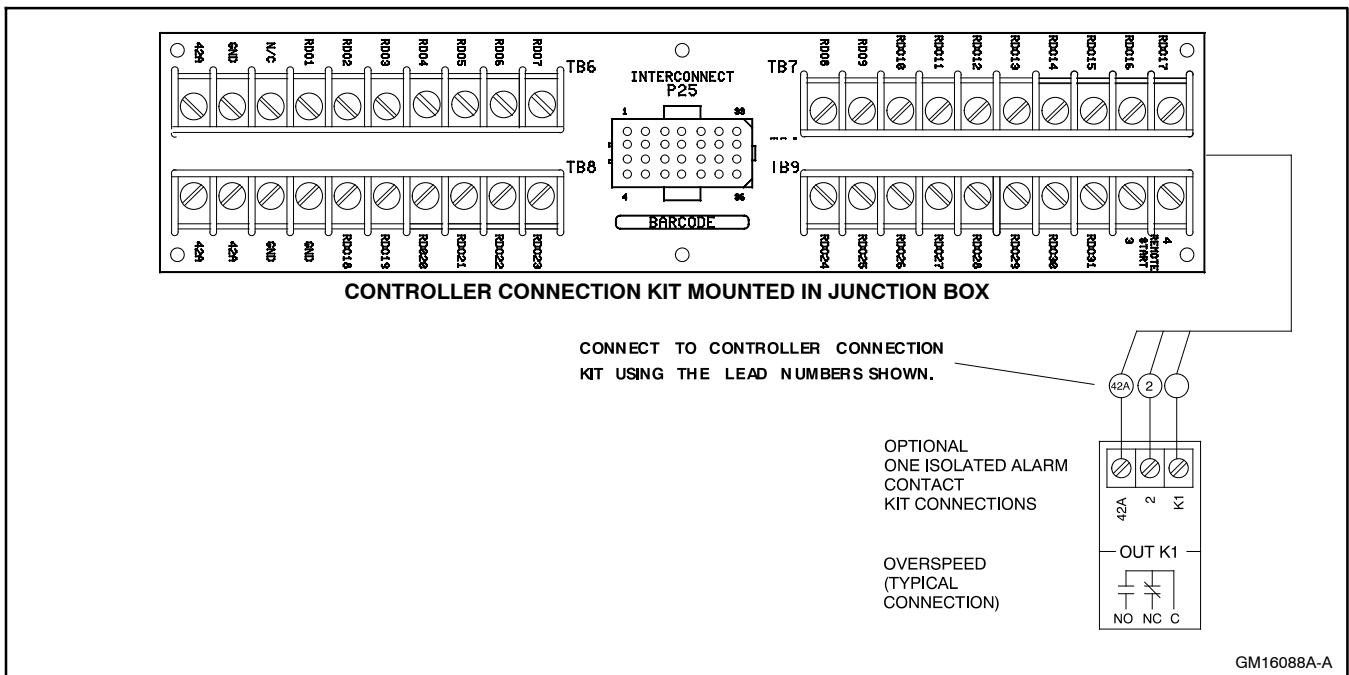 42A GND N/C RDO1 RDO2 RDO3 RDO4 RDO5 RDO6 RDO7
TB6
INTERCONNECT
P25
1 33
TB7
RDO8 RDO9 RDO10 RDO11 RDO12 RDO13 RDO14 RDO15 RDO16 RDO17
TB8
4 36
BARCODE
TB9
42A 42A GND GND RDO18 RDO19 RDO20 RDO21 RDO22 RDO23
RDO24 RDO25 RDO26 RDO27 RDO28 RDO29 RDO30 RDO31 3 4
REMOTE
START
CONTROLLER CONNECTION KIT MOUNTED IN JUNCTION BOX
CONNECT TO CONTROLLER CONNECTION
KIT USING THE LEAD NUMBERS SHOWN.
42A 2
OPTIONAL
ONE ISOLATED ALARM
CONTACT
KIT CONNECTIONS
42A 2 K1
OUT K1
OVERSPEED
(TYPICAL
CONNECTION)
NO NC C
GM16088A-A